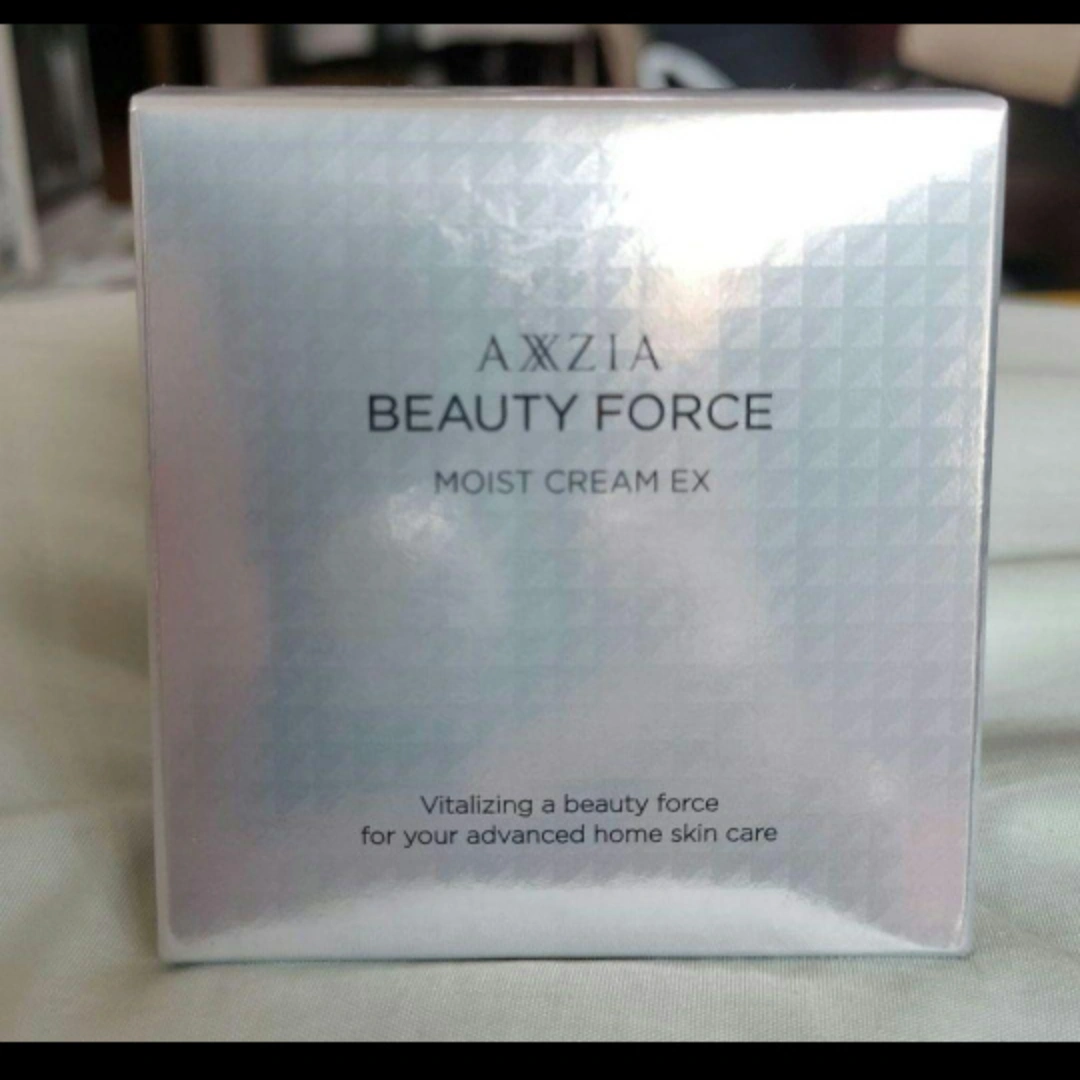 AXXZIA
BEAUTY FORCE
MOIST CREAM EX
Vitalizing a beauty force
for your advanced home skin care